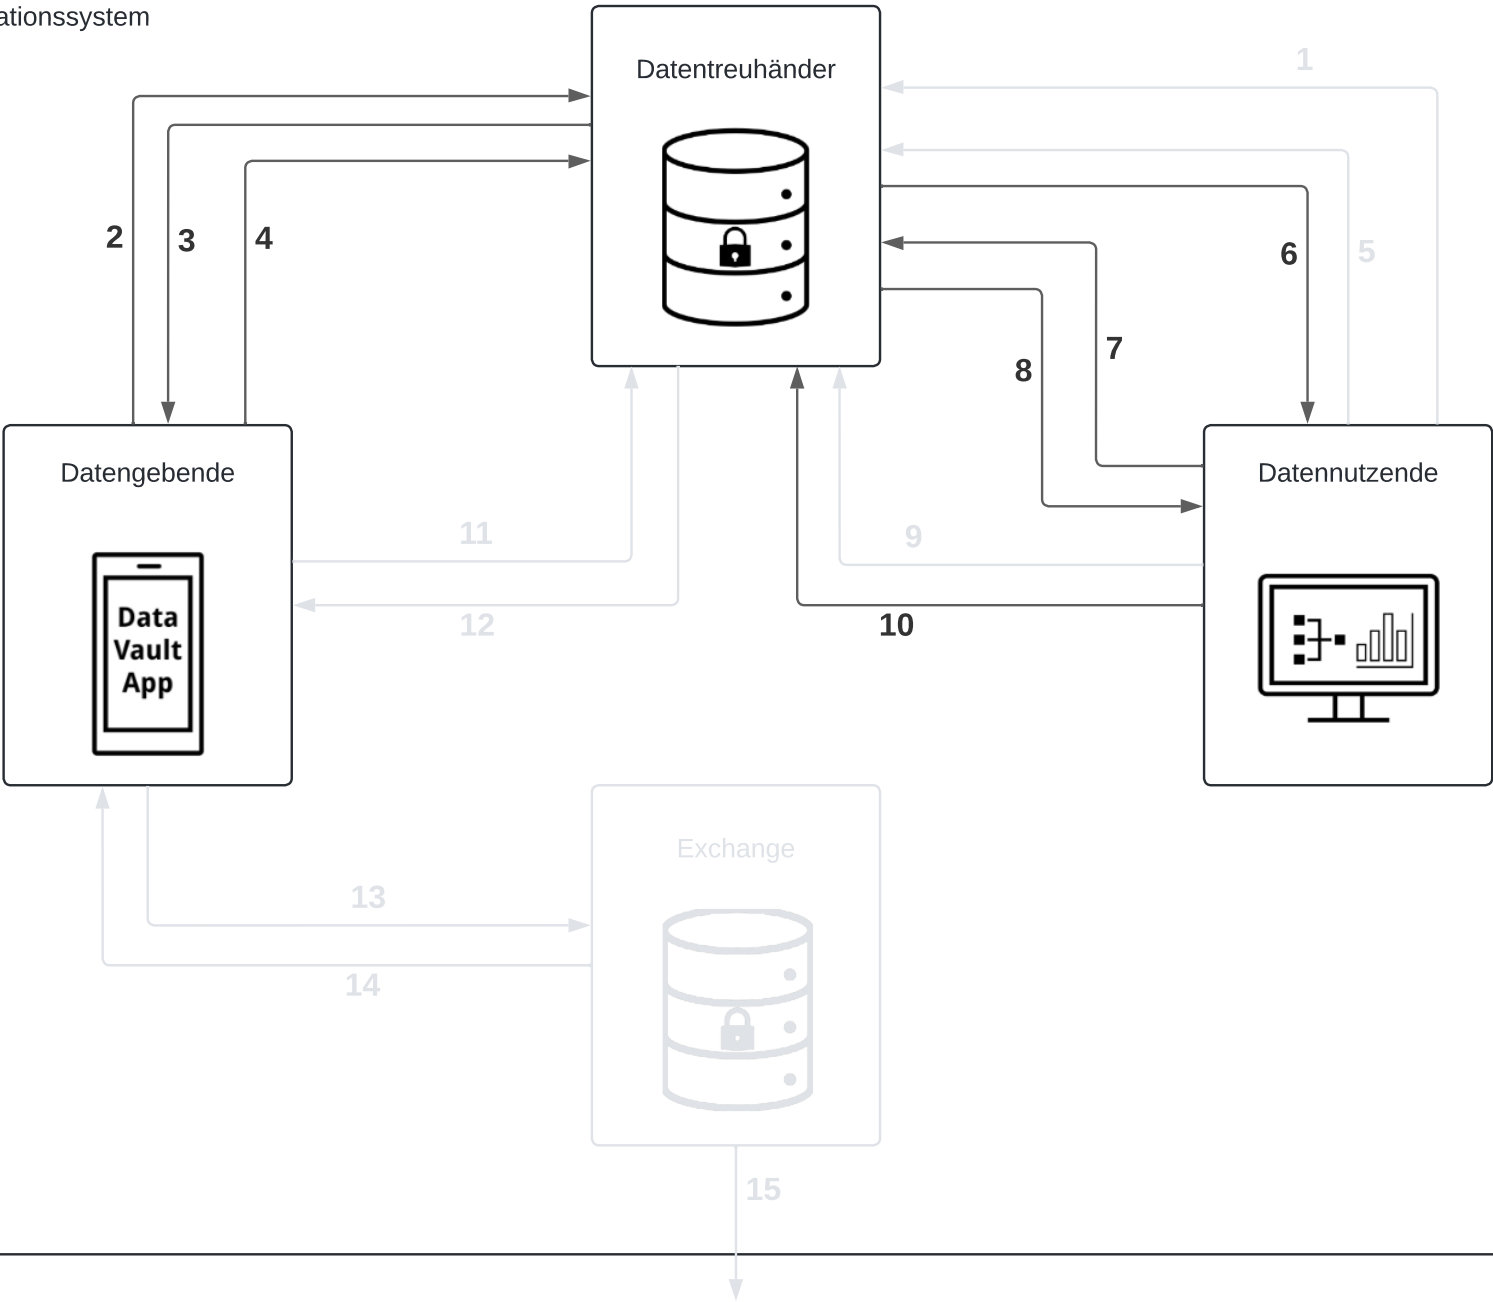 ationssystem
Datentreuhänder
1
2
3
4
6
5
7
8
Datengebende
Datennutzende
11
9
12
10
Data
Vault
App
Exchange
13
14
15